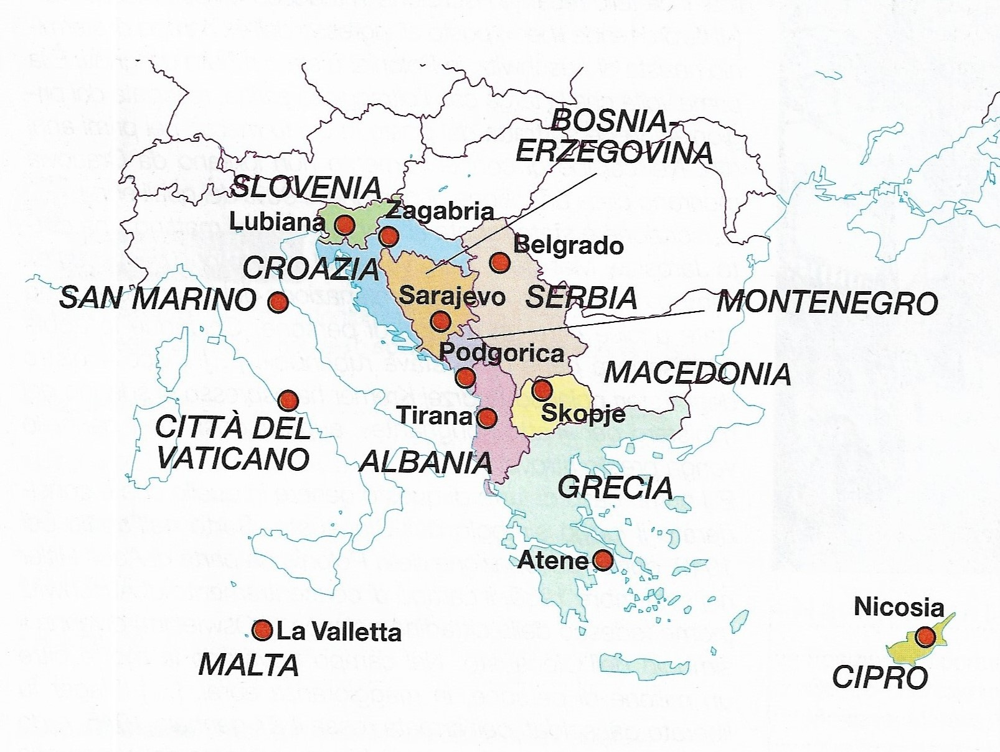 BOSNIA-
ERZEGOVINA
SLOVENIA
Zagabria
Lubiana
Belgrado
CROAZIA
SAN MARINO
Sarajevo
SERBIA
MONTENEGRO
Podgorica
MACEDONIA
Skopje
Tirana
CITTÀ DEL
VATICANO
ALBANIA
GRECIA
Atene
Nicosia
La Valletta
MALTA
CIPRO